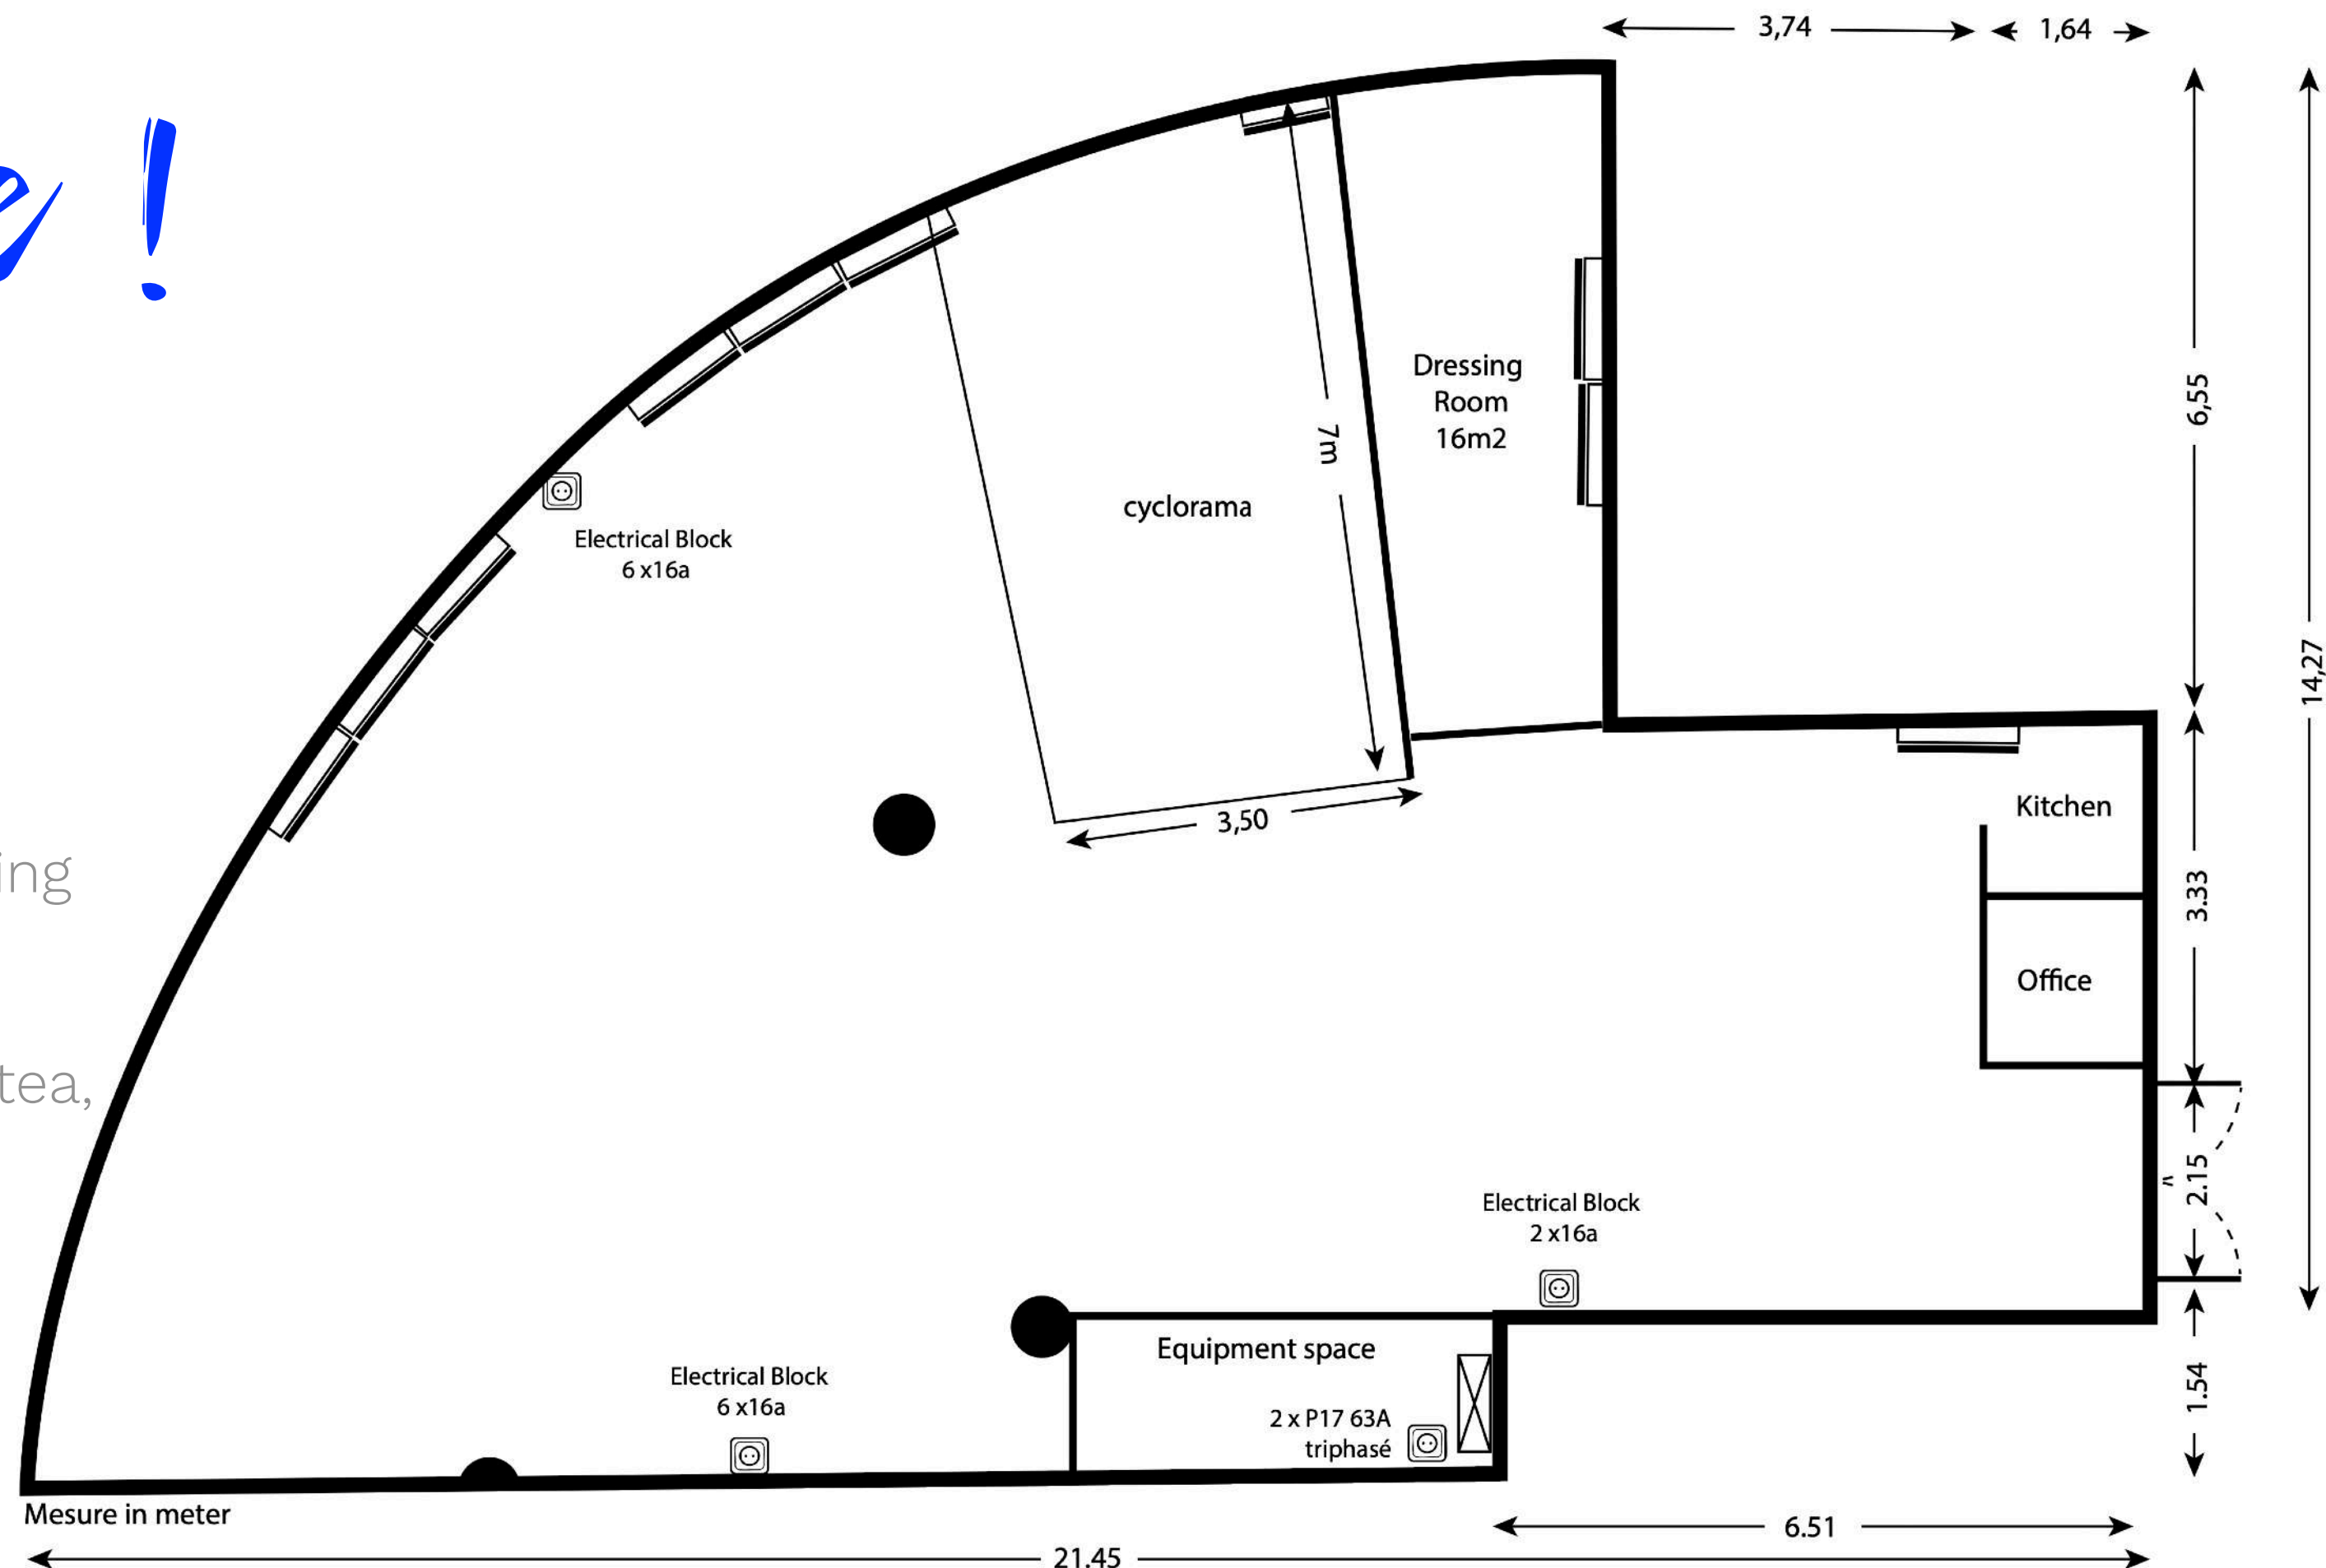 3,74
1,64
!
6,55
14,27
Dressing
Room
16m2
7m
cyclorama
Electrical Block
6 x16a
3,50
Kitchen
3.33
Office
ing
tea,
2.15
Electrical Block
2 x16a
Equipment space
2 x P17 63A
triphasé
Electrical Block
6 x16a
1.54
Mesure in meter
6.51
21.45